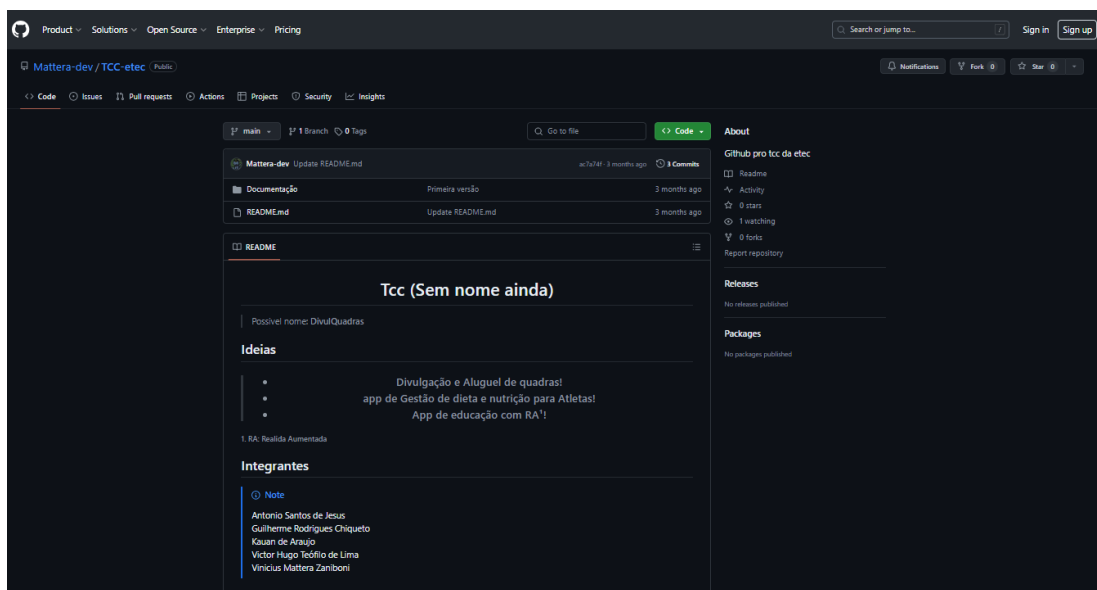 Product Solutions Open Source Enterprise Pricing Search or jump to... / Sign in Sign up
Mattera-dev / TCC-etec Public Notifications Fork 0 Star 0
Code Issues Pull requests Actions Projects Security Insights
main 1 Branch 0 Tags Go to file Code
Mattera-dev Update README.md ac7a74f · 3 months ago 3 Commits
Documentação Primeira versão 3 months ago
README.md Update README.md 3 months ago
README
Tcc (Sem nome ainda)
Possivel nome: DivulQuadras
Ideias
Divulgação e Aluguel de quadras!
app de Gestão de dieta e nutrição para Atletas!
App de educação com RA¹!
1. RA: Realida Aumentada
Integrantes
Note
Antonio Santos de Jesus
Guilherme Rodrigues Chiqueto
Kauan de Araujo
Victor Hugo Teófilo de Lima
Vinicius Mattera Zaniboni
About
Github pro tcc da etec
Readme
Activity
0 stars
1 watching
0 forks
Report repository
Releases
No releases published
Packages
No packages published